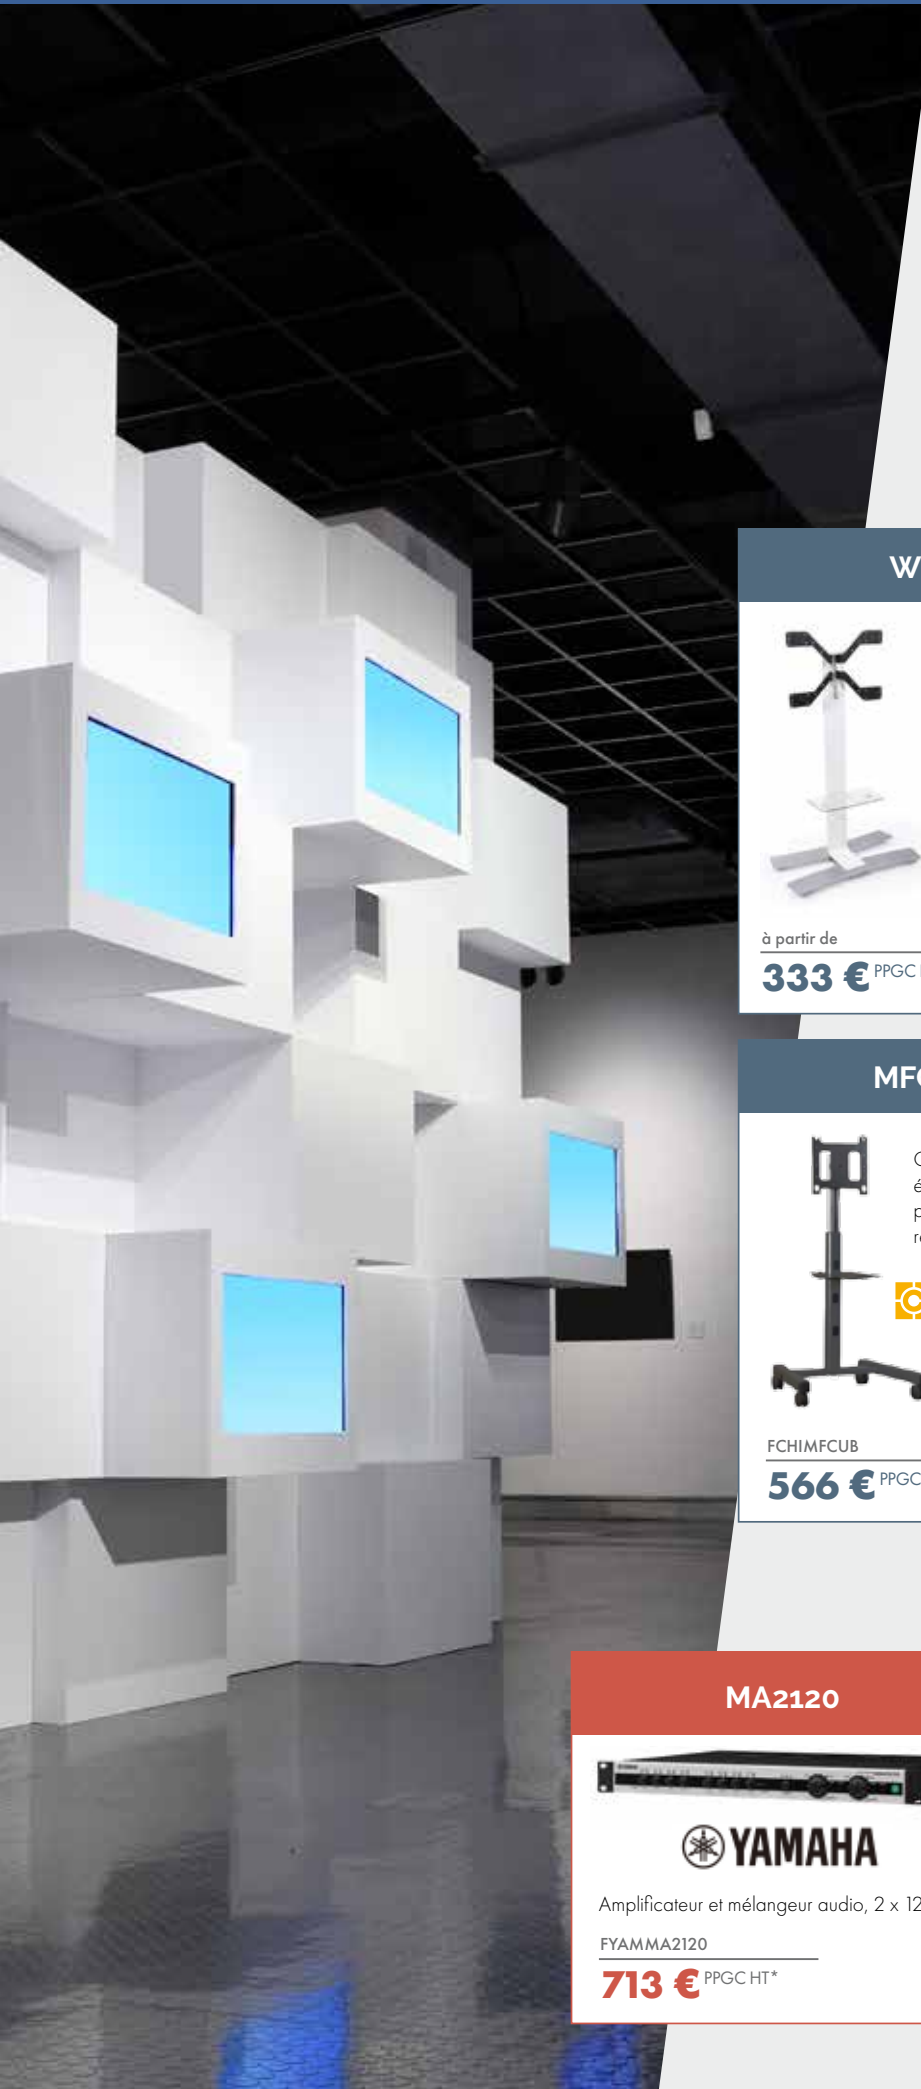 W
à partir de
333 € PPGC
MF
é
p
r
FCHIMFCUB
566 € PPGC
MA2120
YAMAHA
Amplificateur et mélangeur audio, 2 x 12
FYAMMA2120
713 € PPGC HT*